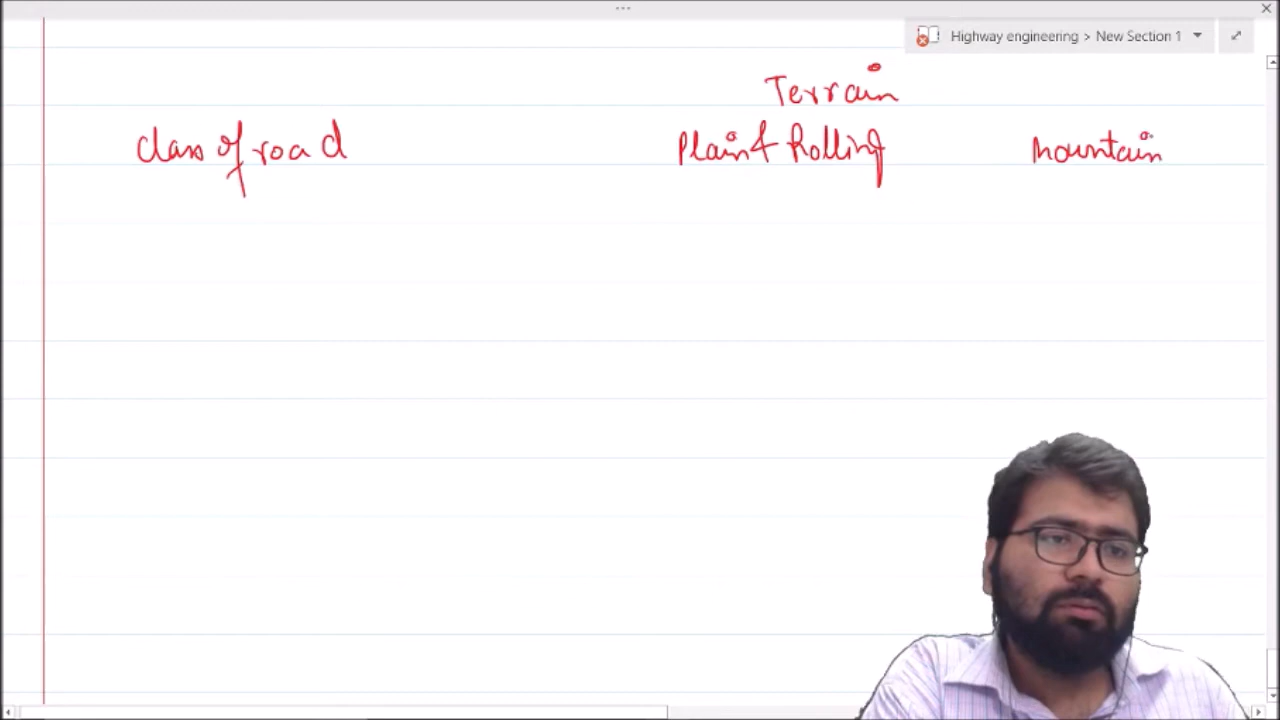 Highway engineering > New Section 1
Terrain
class of road Plain & Rolling mountain